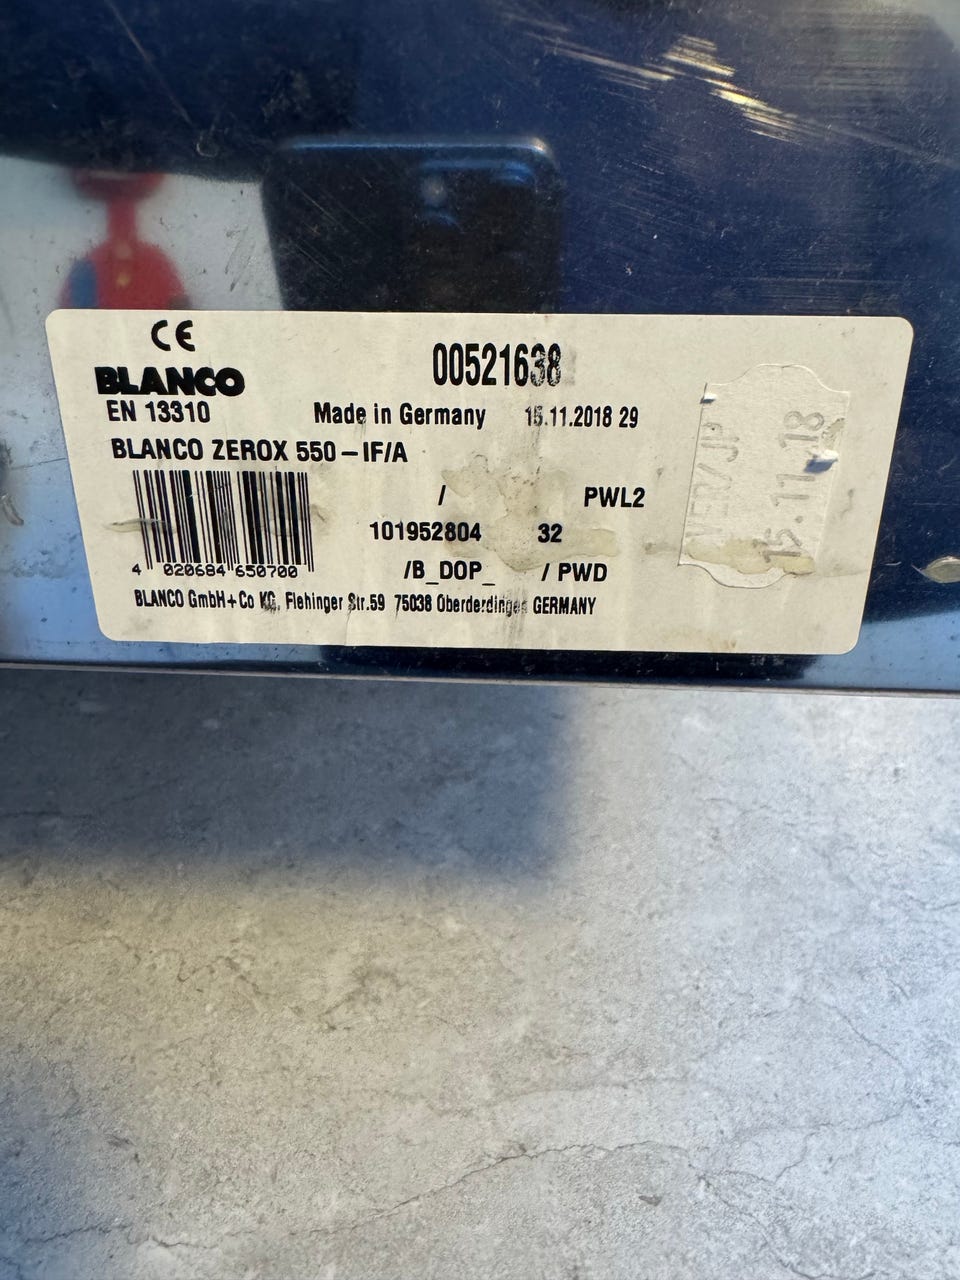 CE
00521638
BLANCO
EN 13310
Made in Germany 15.11.2018 29
BLANCO ZEROX 550-IF/A
/ PWL2
101952804 32
4 020684 650700
/B_DOP_ / PWD
BLANCO GmbH+Co KG, Flehinger Str.59 75038 Oberderdingen GERMANY
15.11.18